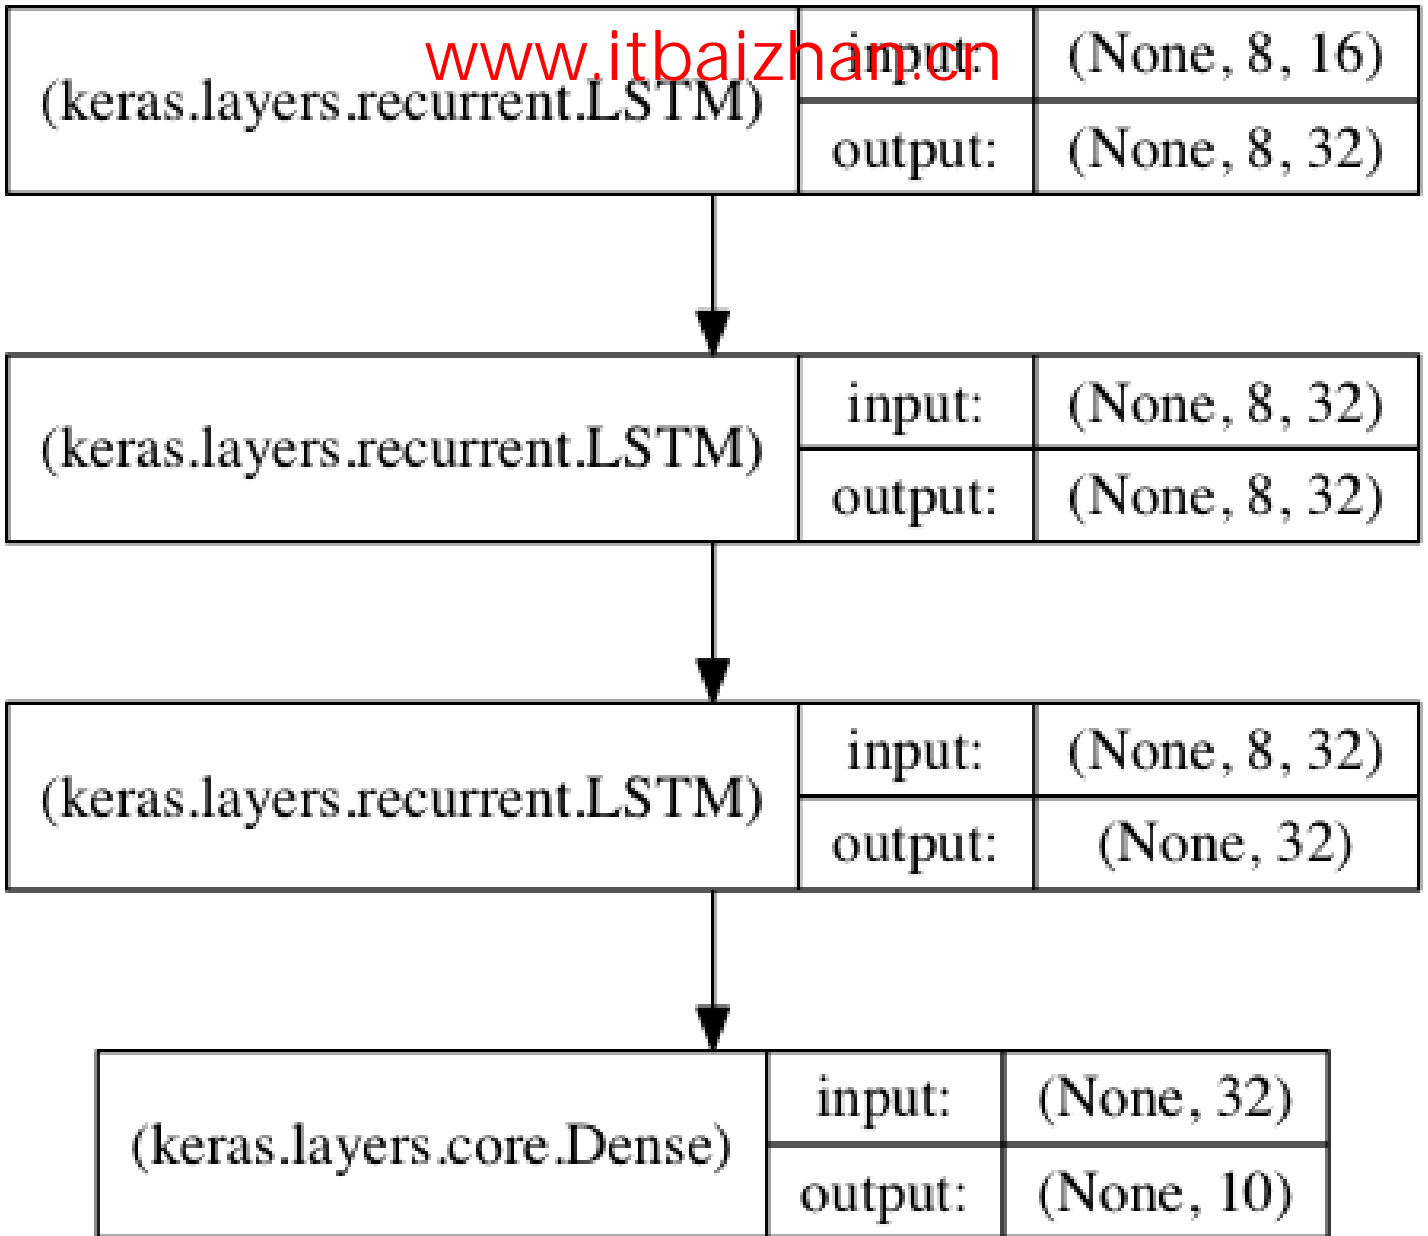 www.itbaizhan.cn
(keras.layers.recurrent.LSTM)
input:
(None, 8, 16)
output:
(None, 8, 32)
(keras.layers.recurrent.LSTM)
input:
(None, 8, 32)
output:
(None, 8, 32)
(keras.layers.recurrent.LSTM)
input:
(None, 8, 32)
output:
(None, 32)
(keras.layers.core.Dense)
input:
(None, 32)
output:
(None, 10)